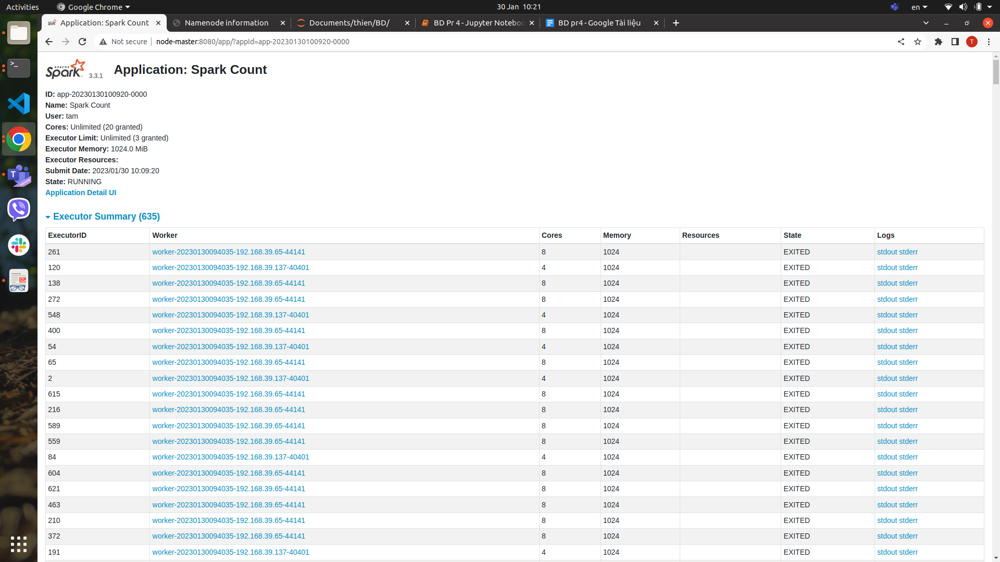 Activities Google Chrome 30 Jan 10:21 en
Application: Spark Count Namenode information Documents/thien/BD/ BD Pr 4 - Jupyter Notebo BD pr4 - Google Tài liệu
Not secure node-master:8080/app/?appId=app-20230130100920-0000 T
APACHE Spark 3.3.1 Application: Spark Count
ID: app-20230130100920-0000
Name: Spark Count
User: tam
Cores: Unlimited (20 granted)
Executor Limit: Unlimited (3 granted)
Executor Memory: 1024.0 MiB
Executor Resources:
Submit Date: 2023/01/30 10:09:20
State: RUNNING
Application Detail UI
Executor Summary (635)
ExecutorID Worker Cores Memory Resources State Logs
261 worker-20230130094035-192.168.39.65-44141 8 1024 EXITED stdout stderr
120 worker-20230130094035-192.168.39.137-40401 4 1024 EXITED stdout stderr
138 worker-20230130094035-192.168.39.65-44141 8 1024 EXITED stdout stderr
272 worker-20230130094035-192.168.39.65-44141 8 1024 EXITED stdout stderr
548 worker-20230130094035-192.168.39.137-40401 4 1024 EXITED stdout stderr
400 worker-20230130094035-192.168.39.65-44141 8 1024 EXITED stdout stderr
54 worker-20230130094035-192.168.39.137-40401 4 1024 EXITED stdout stderr
65 worker-20230130094035-192.168.39.65-44141 8 1024 EXITED stdout stderr
2 worker-20230130094035-192.168.39.137-40401 4 1024 EXITED stdout stderr
615 worker-20230130094035-192.168.39.65-44141 8 1024 EXITED stdout stderr
216 worker-20230130094035-192.168.39.65-44141 8 1024 EXITED stdout stderr
589 worker-20230130094035-192.168.39.65-44141 8 1024 EXITED stdout stderr
559 worker-20230130094035-192.168.39.65-44141 8 1024 EXITED stdout stderr
84 worker-20230130094035-192.168.39.137-40401 4 1024 EXITED stdout stderr
604 worker-20230130094035-192.168.39.65-44141 8 1024 EXITED stdout stderr
621 worker-20230130094035-192.168.39.65-44141 8 1024 EXITED stdout stderr
463 worker-20230130094035-192.168.39.65-44141 8 1024 EXITED stdout stderr
210 worker-20230130094035-192.168.39.65-44141 8 1024 EXITED stdout stderr
372 worker-20230130094035-192.168.39.65-44141 8 1024 EXITED stdout stderr
191 worker-20230130094035-192.168.39.137-40401 4 1024 EXITED stdout stderr